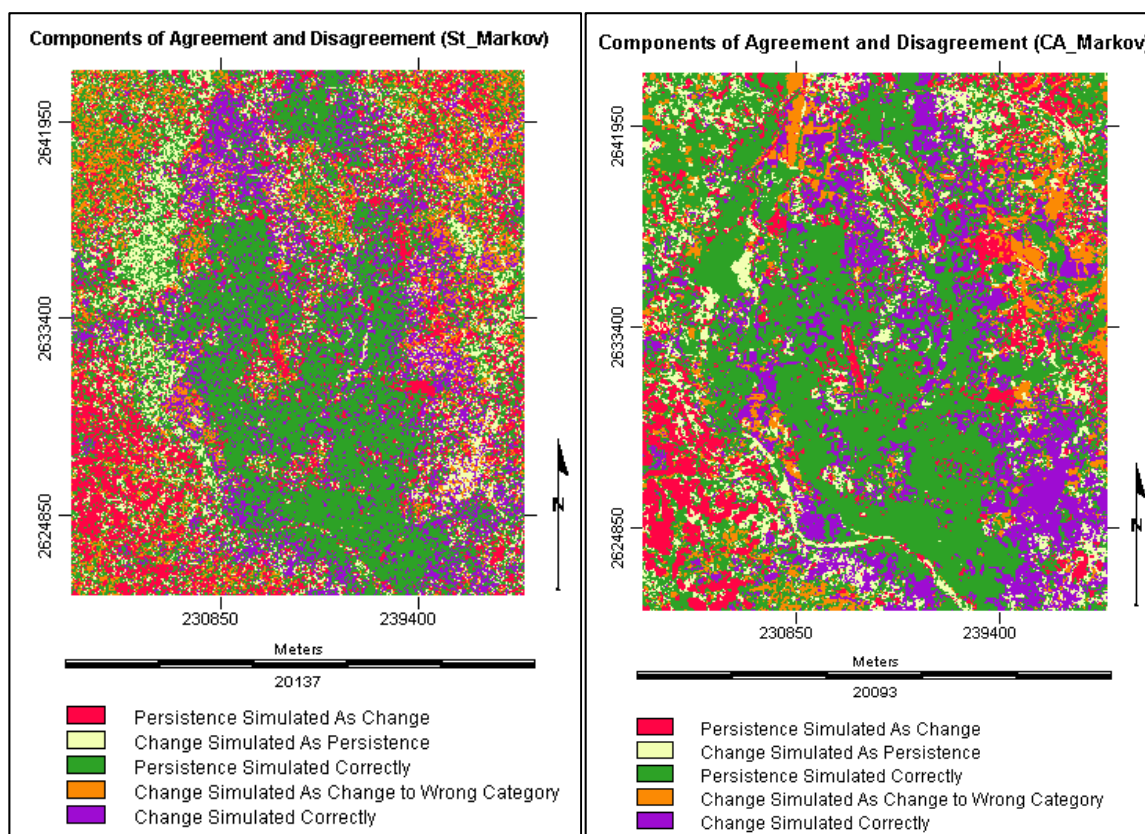 Components of Agreement and Disagreement (St_Markov)
2641950
2633400
2624850
N
230850 239400
Meters
20137
Persistence Simulated As Change
Change Simulated As Persistence
Persistence Simulated Correctly
Change Simulated As Change to Wrong Category
Change Simulated Correctly
Components of Agreement and Disagreement (CA_Markov)
2641950
2633400
2624850
N
230850 239400
Meters
20093
Persistence Simulated As Change
Change Simulated As Persistence
Persistence Simulated Correctly
Change Simulated As Change to Wrong Category
Change Simulated Correctly